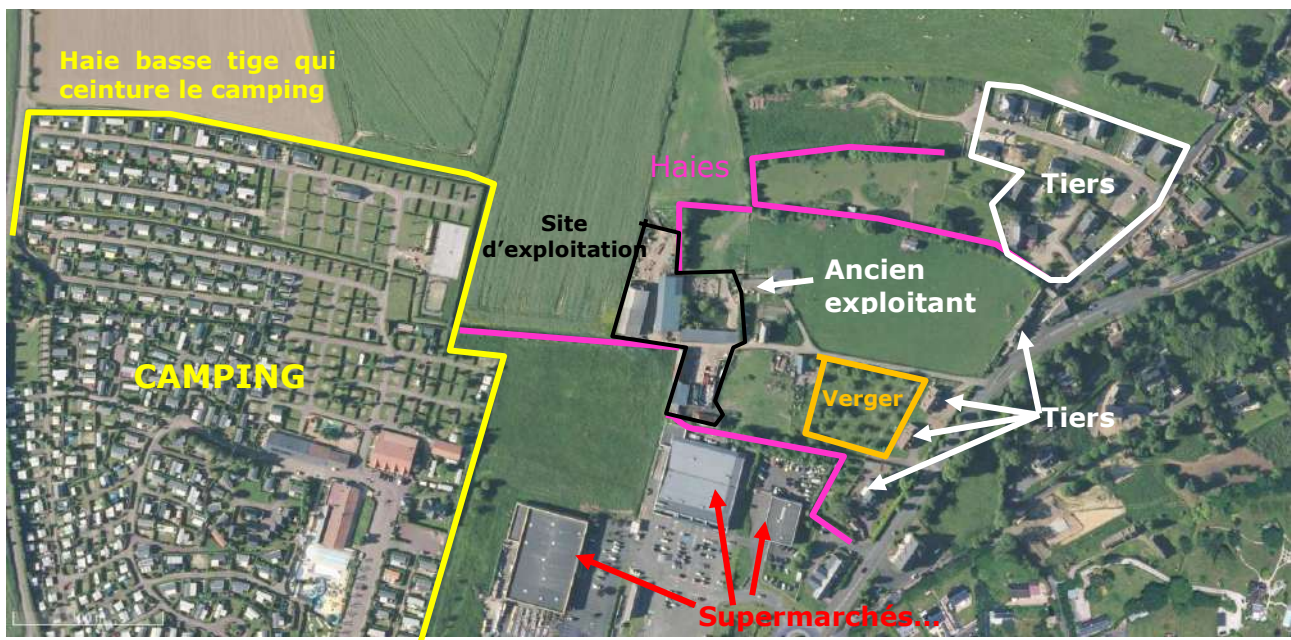 Haie basse tige qui
ceinture le camping
Haies
Tiers
Site
d'exploitation
Ancien
exploitant
CAMPING
Verger
Tiers
Supermarchés...